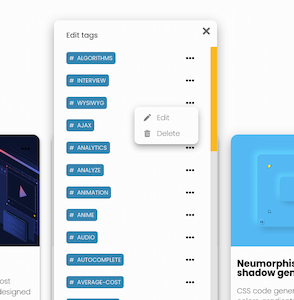 Edit tags
# ALGORITHMS
# INTERVIEW
# WYSIWYG
Edit
# AJAX
Delete
# ANALYTICS
# ANALYZE
# ANIMATION
# ANIME
# AUDIO
# AUTOCOMPLETE
# AVERAGE-COST
Neumorphis
shadow gen
CSS code gener
ost
designed